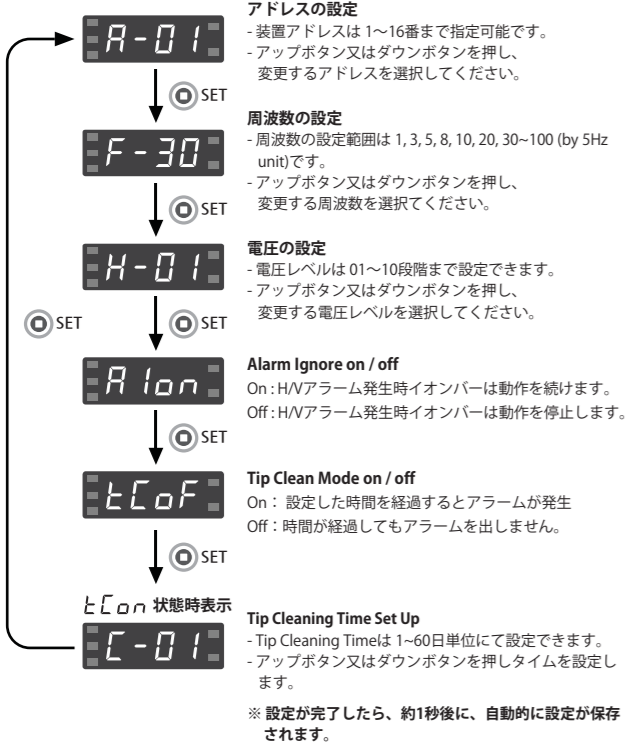 アドレスの設定
A-01
- 装置アドレスは 1～16番まで指定可能です。
- アップボタン又はダウンボタンを押し、
変更するアドレスを選択してください。
SET
周波数の設定
F-30
- 周波数の設定範囲は 1, 3, 5, 8, 10, 20, 30~100 (by 5Hz
unit)です。
- アップボタン又はダウンボタンを押し、
変更する周波数を選択てください。
SET
電圧の設定
H-01
- 電圧レベルは 01～10段階まで設定できます。
- アップボタン又はダウンボタンを押し、
変更する電圧レベルを選択してください。
SET
SET
Alarm Ignore on / off
AIon
On : H/Vアラーム発生時イオンバーは動作を続けます。
Off : H/Vアラーム発生時イオンバーは動作を停止します。
SET
Tip Clean Mode on / off
tCoF
On： 設定した時間を経過するとアラームが発生
Off：時間が経過してもアラームを出しません。
SET
tCon 状態時表示
C-01
Tip Cleaning Time Set Up
- Tip Cleaning Timeは 1~60日単位にて設定できます。
- アップボタン又はダウンボタンを押しタイムを設定し
ます。
※ 設定が完了したら、約1秒後に、自動的に設定が保存
されます。